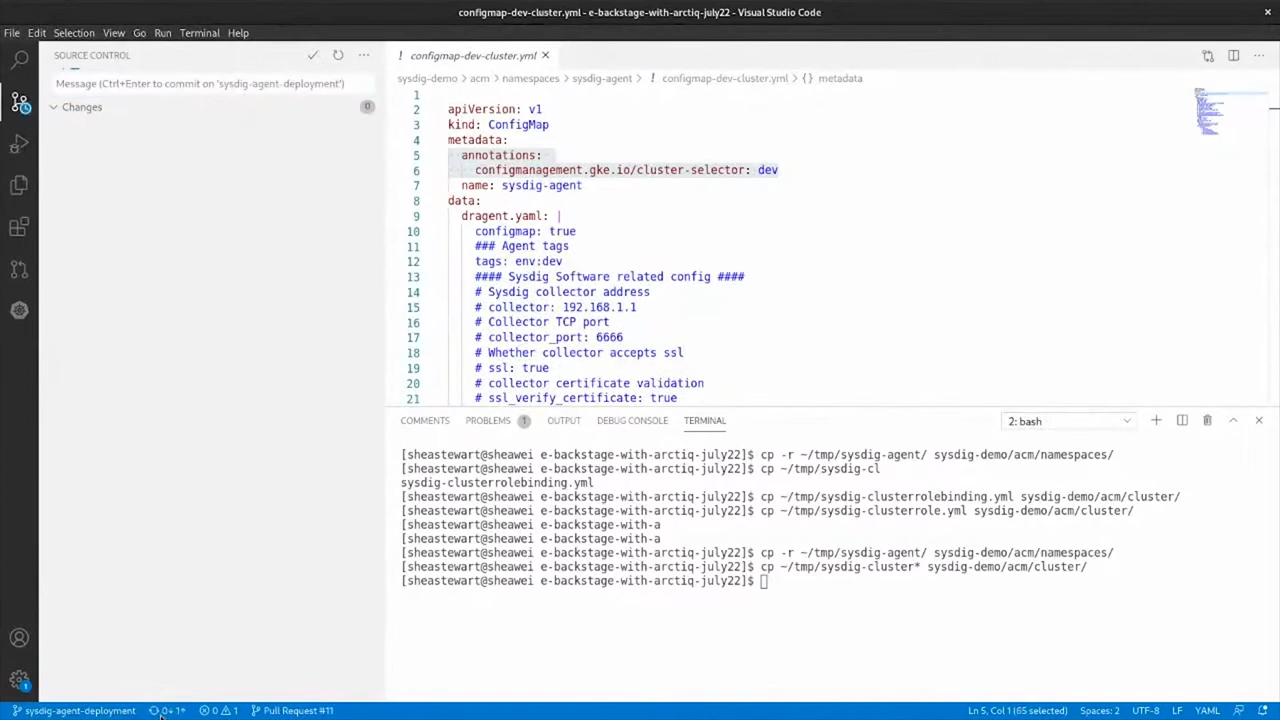 configmap-dev-cluster.yml - e-backstage-with-arctiq-july22 - Visual Studio Code
File Edit Selection View Go Run Terminal Help
SOURCE CONTROL
Message (Ctrl+Enter to commit on 'sysdig-agent-deployment')
Changes 0
configmap-dev-cluster.yml
sysdig-demo > acm > namespaces > sysdig-agent > ! configmap-dev-cluster.yml > {} metadata
1
2 apiVersion: v1
3 kind: ConfigMap
4 metadata:
5 annotations:
6 configmanagement.gke.io/cluster-selector: dev
7 name: sysdig-agent
8 data:
9 dragent.yaml: |
10 configmap: true
11 ### Agent tags
12 tags: env:dev
13 #### Sysdig Software related config ####
14 # Sysdig collector address
15 # collector: 192.168.1.1
16 # Collector TCP port
17 # collector_port: 6666
18 # Whether collector accepts ssl
19 # ssl: true
20 # collector certificate validation
21 # ssl_verify_certificate: true
COMMENTS PROBLEMS 1 OUTPUT DEBUG CONSOLE TERMINAL 2: bash
[sheastewart@sheawei e-backstage-with-arctiq-july22]$ cp -r ~/tmp/sysdig-agent/ sysdig-demo/acm/namespaces/
[sheastewart@sheawei e-backstage-with-arctiq-july22]$ cp ~/tmp/sysdig-cl
sysdig-clusterrolebinding.yml
[sheastewart@sheawei e-backstage-with-arctiq-july22]$ cp ~/tmp/sysdig-clusterrolebinding.yml sysdig-demo/acm/cluster/
[sheastewart@sheawei e-backstage-with-arctiq-july22]$ cp ~/tmp/sysdig-clusterrole.yml sysdig-demo/acm/cluster/
[sheastewart@sheawei e-backstage-with-a
[sheastewart@sheawei e-backstage-with-a
[sheastewart@sheawei e-backstage-with-arctiq-july22]$ cp -r ~/tmp/sysdig-agent/ sysdig-demo/acm/namespaces/
[sheastewart@sheawei e-backstage-with-arctiq-july22]$ cp ~/tmp/sysdig-cluster* sysdig-demo/acm/cluster/
[sheastewart@sheawei e-backstage-with-arctiq-july22]$
sysdig-agent-deployment 0↓ 1↑ 0 1 Pull Request #11 Ln 5, Col 1 (65 selected) Spaces: 2 UTF-8 LF YAML